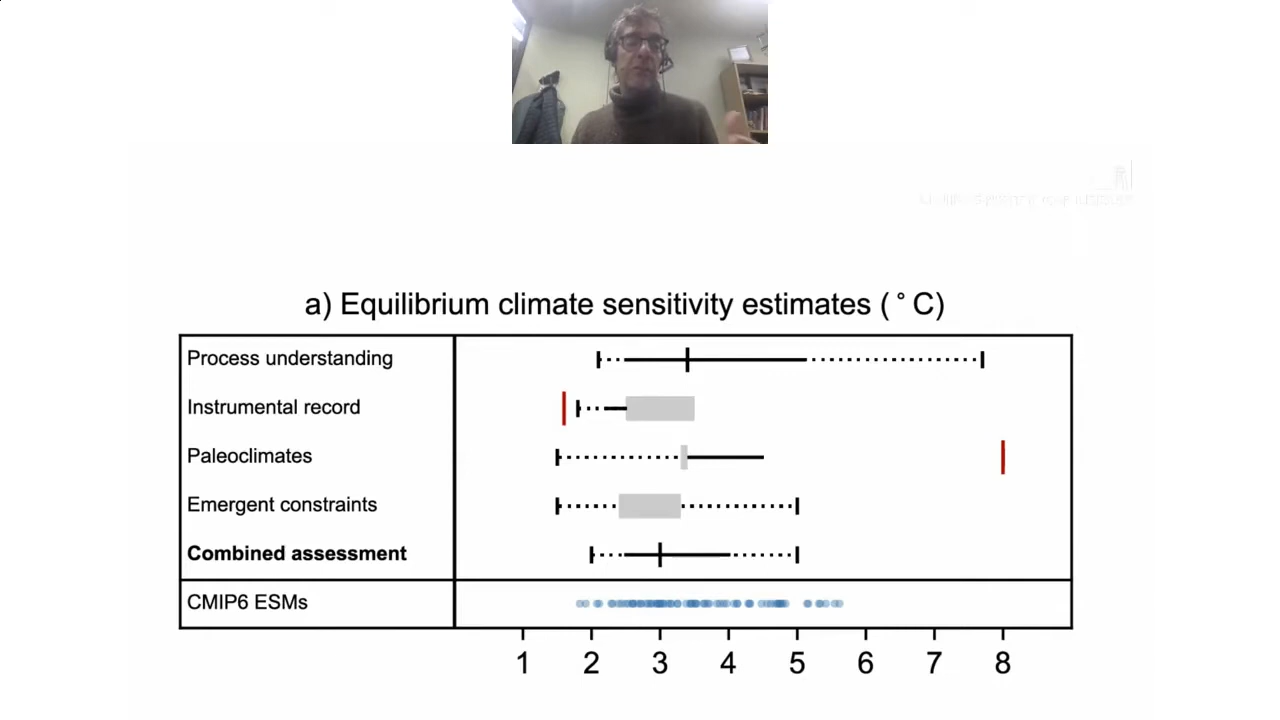 a) Equilibrium climate sensitivity estimates (°C)
Process understanding
Instrumental record
Paleoclimates
Emergent constraints
Combined assessment
CMIP6 ESMs
1 2 3 4 5 6 7 8